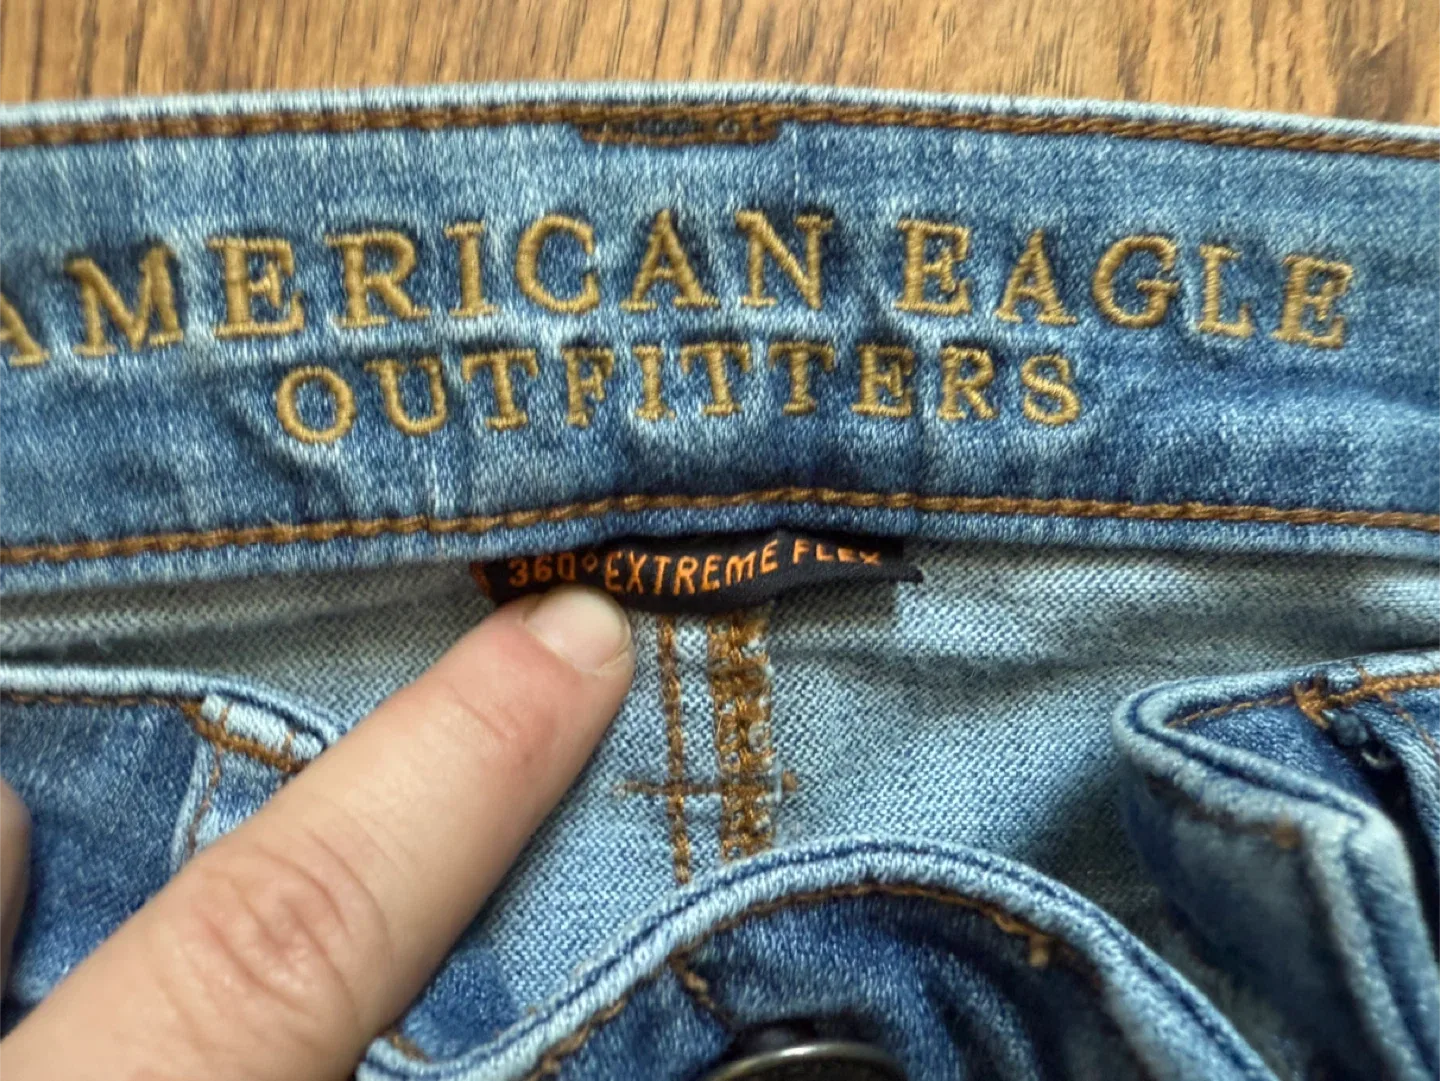 AMERICAN EAGLE
OUTFITTERS
360° EXTREME FLEX